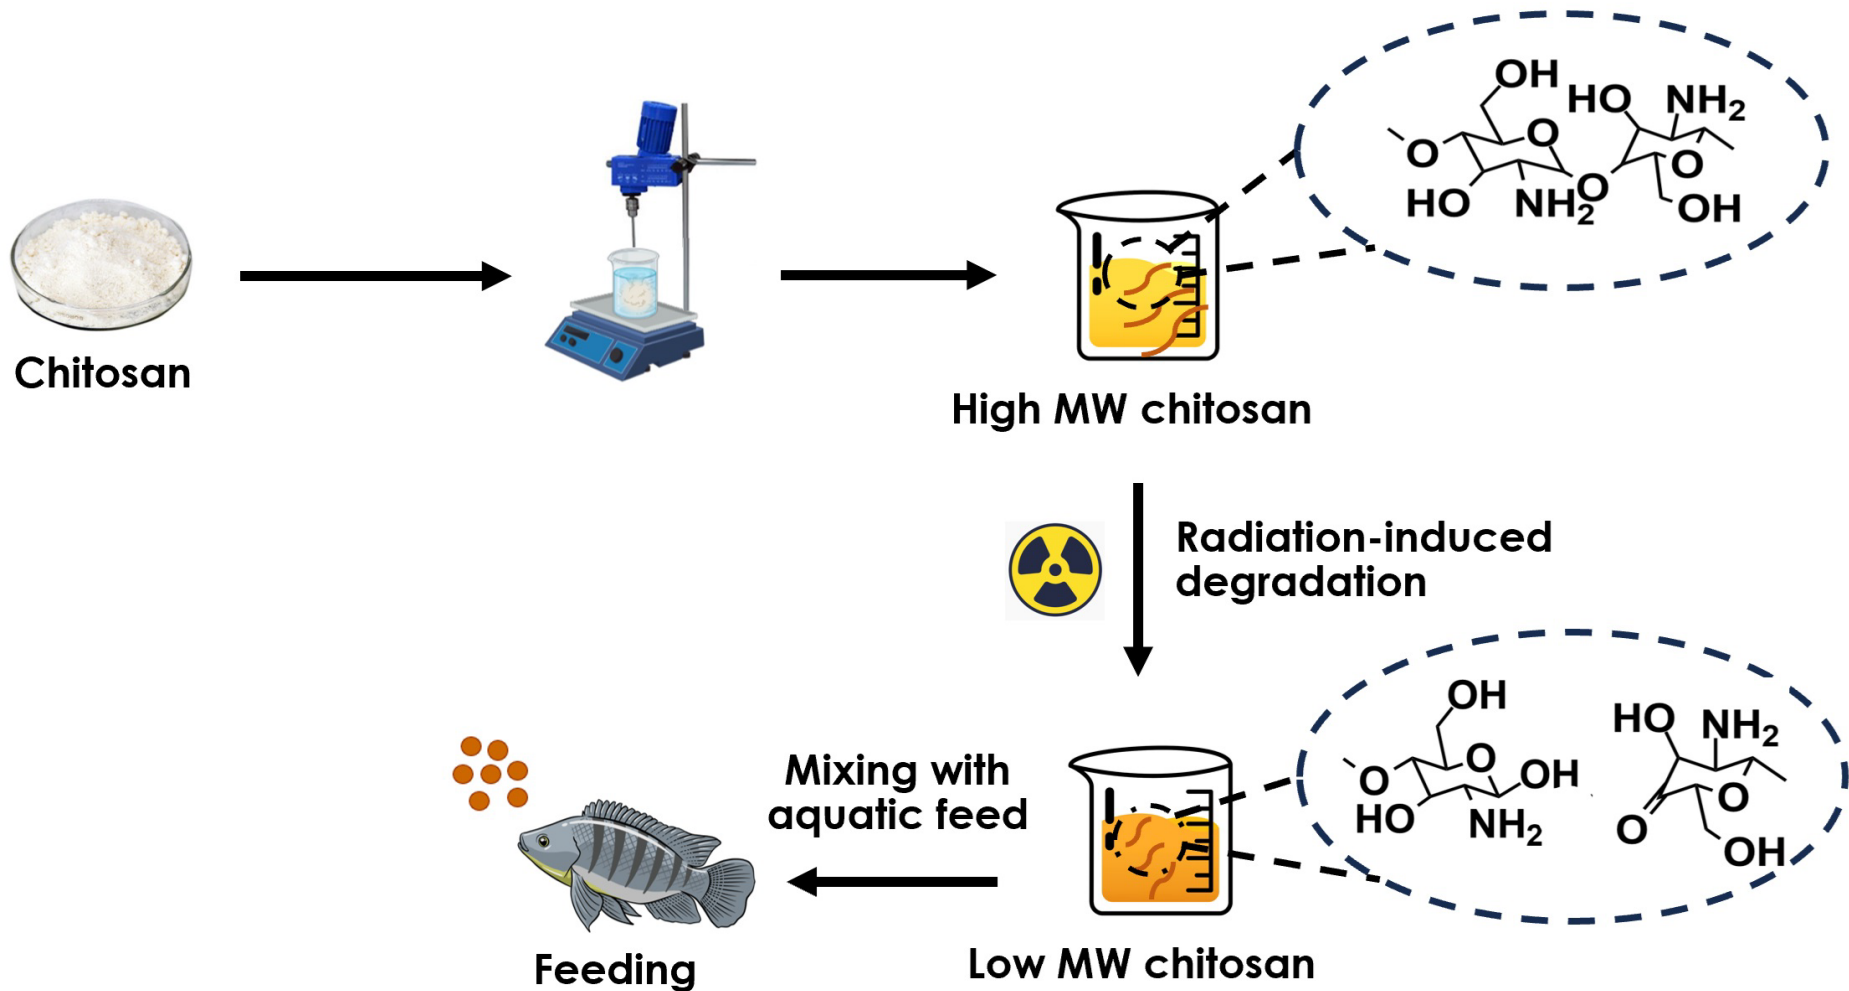 OH
HO
NH2
O
O
O
O
HO
NH2
OH
Chitosan
High MW chitosan
Radiation-induced
degradation
OH
HO
NH2
O
OH
O
O
HO
NH2
O
OH
Mixing with
aquatic feed
Feeding
Low MW chitosan